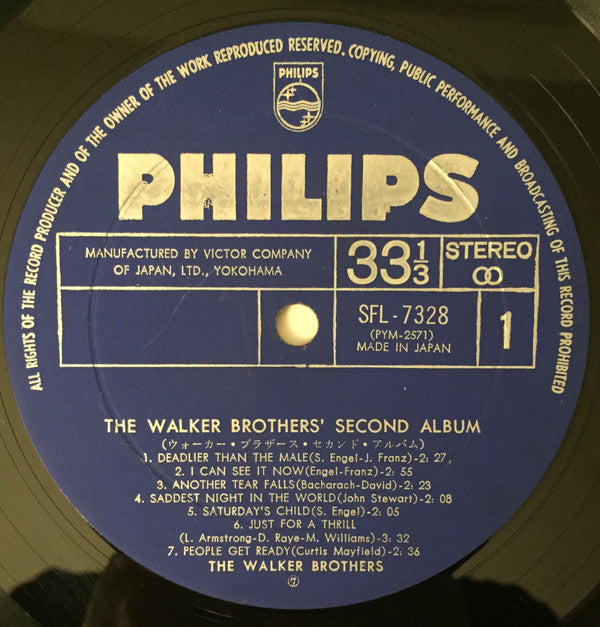 ALL RIGHTS OF THE RECORD PRODUCER AND OF THE OWNER OF THE WORK REPRODUCED RESERVED. COPYING, PUBLIC PERFORMANCE AND BROADCASTING OF THIS RECORD PROHIBITED
PHILIPS
PHILIPS
MANUFACTURED BY VICTOR COMPANY
OF JAPAN, LTD., YOKOHAMA
33 1/3
STEREO
SFL-7328
(PYM-2571)
MADE IN JAPAN
1
THE WALKER BROTHERS' SECOND ALBUM
(ウォーカー・ブラザース・セカンド・アルバム)
1. DEADLIER THAN THE MALE(S. Engel-J. Franz)-2: 27
2. I CAN SEE IT NOW(Engel-Franz)-2: 55
3. ANOTHER TEAR FALLS(Bacharach-David)-2: 23
4. SADDEST NIGHT IN THE WORLD(John Stewart)-2: 08
5. SATURDAY'S CHILD(S. Engel)-2: 05
6. JUST FOR A THRILL
(L. Armstrong-D. Raye-M. Williams)-3: 32
7. PEOPLE GET READY(Curtis Mayfield)-2: 36
THE WALKER BROTHERS
⑦